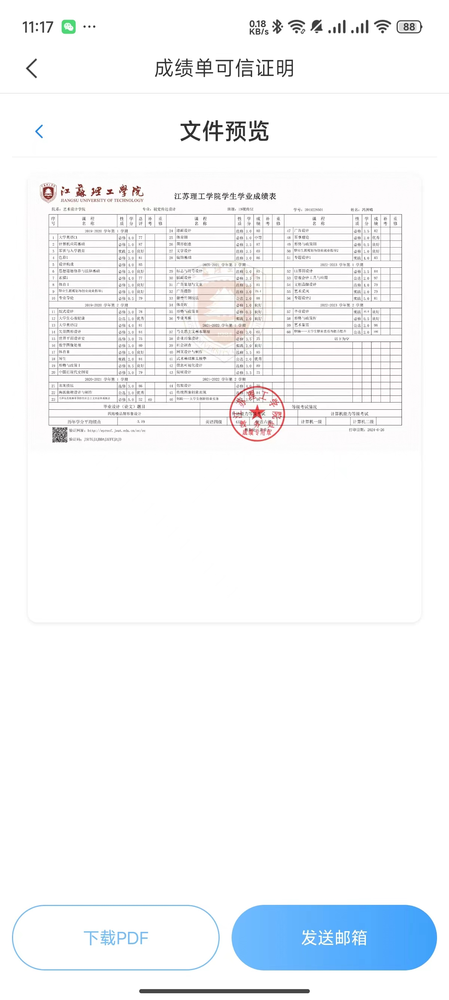 11:17 ... 0.18 KB/s 88
成绩单可信证明
文件预览
江蘇理工學院
JIANGSU UNIVERSITY OF TECHNOLOGY
江苏理工学院学生学业成绩表
院系：艺术设计学院 专业：视觉传达设计 班级：19视传5Z 学号：2019228501 姓名：冯洲啸
序号 课程名称 性质 学分 总评 补考 重修
2019-2020 学年第 1 学期
1 大学英语C1 必修 4.0 77
2 计算机应用基础 必修 1.0 87
3 军训与入学教育 实践 2.0 良好
4 色彩1 必修 3.0 81
5 设计构成 必修 4.0 85
6 思想道德修养与法律基础 必修 3.0 良好
7 素描1 必修 4.0 77
8 体育Ⅰ 必修 1.0 良好
9 职业生涯规划与创业就业指导1 必修 1.0 良好
10 专业导论 必修 0.5 79
2019-2020 学年第 2 学期
11 版式设计 必修 3.0 78
12 大学生心理健康 公选 1.0 优秀
13 大学英语C2 必修 4.0 81
14 矢量图形设计 必修 3.0 84
15 世界平面设计史 选修 3.0 75
16 数字图像处理 必修 3.0 80
17 体育Ⅱ 必修 1.0 良好
18 写生 实践 2.0 84
19 形势与政策Ⅰ 必修 0.5 良好
20 中国近现代史纲要 必修 3.0 79
2020-2021 学年第 1 学期
21 表现技法 选修 3.0 86
22 海派旗袍设计与制作 公选 2.0 优秀
23 毛泽东思想和中国特色社会主义理论体系概论 必修 5.0 52 60
课程名称 性质 学分 成绩 补考 重修
24 漆画设计 选修 3.0 80
25 体育Ⅲ 必修 1.0 中等
26 图形创意 必修 3.5 87
27 文字设计 选修 3.5 69
28 装饰基础 选修 3.0 86
2020-2021 学年第 2 学期
29 标志与符号设计 选修 3.0 81
30 插画设计 必修 3.5 78
31 广告策划与文案 选修 3.5 81
32 广告摄影 选修 3.0 79.4
33 留青竹刻技法 公选 2.0 88
34 体育Ⅳ 必修 1.0 良好
35 形势与政策Ⅱ 必修 0.5 良好
36 专业考察 实践 2.0 良好
2021-2022 学年第 1 学期
37 马克思主义基本原理 必修 3.0 65
38 企业形象设计 必修 3.5 75
39 社会调查 实践 2.0 良好
40 网页设计与制作 选修 3.5 85
41 武术基础和太极拳 公选 2.0 优秀
42 信息可视化设计 选修 3.0 89
43 装帧设计 必修 3.5 75
2021-2022 学年第 2 学期
44 包装设计 必修 4.0 70
45 传统图案创意表现 选修 84
46 创践——大学生创新创业实务 公选 2.0 98
课程名称 性质 学分 成绩 补考 重修
47 广告设计 必修 3.5 82
48 军事理论 必修 2.0 优秀
49 形势与政策Ⅲ 必修 0.5 良好
50 职业生涯规划与创业就业指导2 必修 1.0 良好
51 专题设计1 实践 4.0 83
2022-2023 学年第 1 学期
52 UI界面设计 必修 3.5 84
53 管理会计工具与应用 公选 2.0 97
54 文创品牌设计 选修 4.0 79
55 艺术采风 实践 2.0 79
56 专题设计2 实践 5.0 81
2022-2023 学年第 2 学期
57 毕业设计 实践 16.0 良好
58 形势与政策Ⅳ 必修 0.5 良好
59 艺术鉴赏 公选 2.0 98
60 职熵——大学生职业素质与能力提升 公选 2.0 100
以下为空
毕业设计（论文）题目 等级考试情况
四海楼品牌形象设计 外语能力等级考试 计算机能力等级考试
历年学分平均绩点 3.19 英语四级 432 英语六级 计算机一级 计算机二级
江苏理工学院
教务处
成绩专用章
验证网址：http://eproof.jsut.edu.cn/ec/ec
验证码：JSUTGJAJBDAJAEFEJAJD
打印日期：2024-6-26
下载PDF
发送邮箱